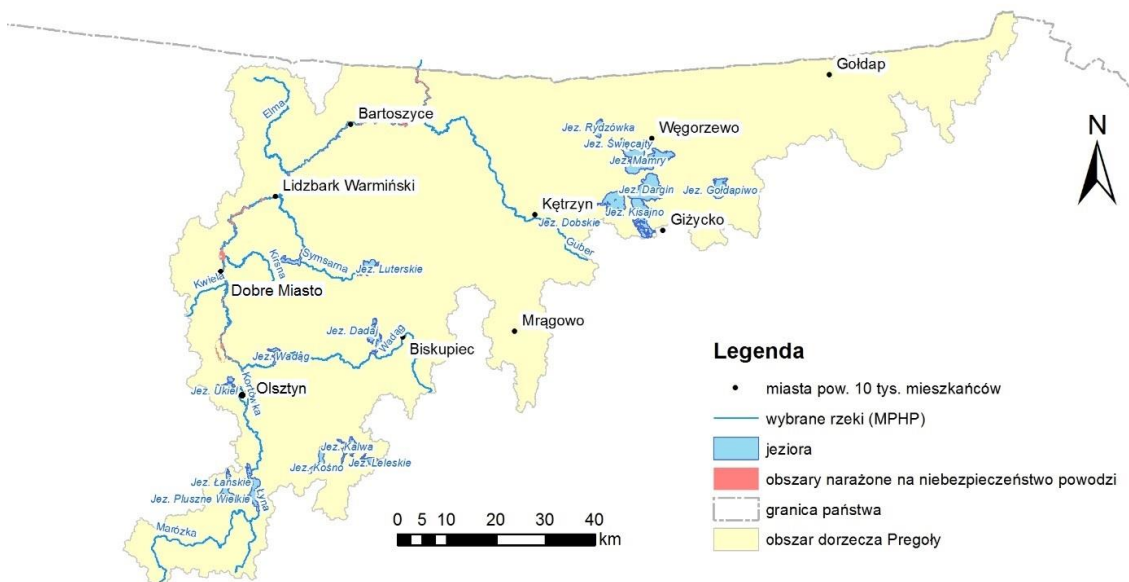 Gołdap
Elma
Bartoszyce
Jez. Rydzówka
Węgorzewo
Jez. Święcajty
Jez. Mamry
N
Lidzbark Warmiński
Jez. Dargin
Jez. Gołdapiwo
Kętrzyn
Jez. Kisajno
Jez. Dobskie
Giżycko
Guber
Kirsna
Symsarna
Jez. Luterskie
Kwiela
Dobre Miasto
Mrągowo
Jez. Dadaj
Wadąg
Biskupiec
Jez. Wadąg
Jez. Ukiel
Kortówka
Olsztyn
Jez. Kalwa
Jez. Kośno
Jez. Leleskie
Jez. Łańskie
Jez. Pluszne Wielkie
Łyna
Marózka
0 5 10 20 30 40
km
Legenda
miasta pow. 10 tys. mieszkańców
wybrane rzeki (MPHP)
jeziora
obszary narażone na niebezpieczeństwo powodzi
granica państwa
obszar dorzecza Pregoły